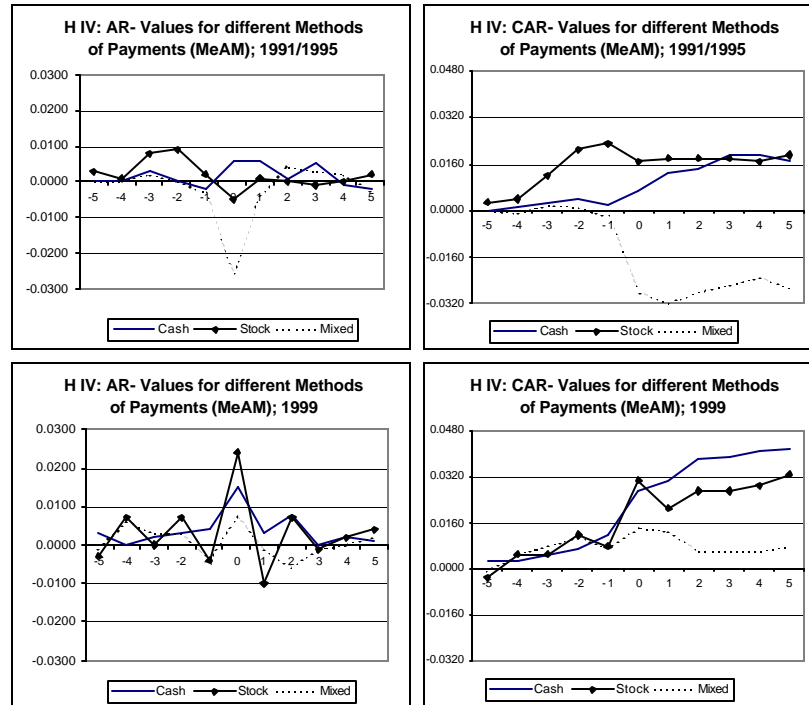 H IV: AR- Values for different Methods
of Payments (MeAM); 1991/1995
0.0300
0.0200
0.0100
0.0000
-0.0100
-0.0200
-0.0300
-5 -4 -3 -2 -1 0 1 2 3 4 5
Cash Stock Mixed
H IV: CAR- Values for different Methods
of Payments (MeAM); 1991/1995
0.0480
0.0320
0.0160
0.0000
-0.0160
-0.0320
-5 -4 -3 -2 -1 0 1 2 3 4 5
Cash Stock Mixed
H IV: AR- Values for different Methods
of Payments (MeAM); 1999
0.0300
0.0200
0.0100
0.0000
-0.0100
-0.0200
-0.0300
-5 -4 -3 -2 -1 0 1 2 3 4 5
Cash Stock Mixed
H IV: CAR- Values for different Methods
of Payments (MeAM); 1999
0.0480
0.0320
0.0160
0.0000
-0.0160
-0.0320
-5 -4 -3 -2 -1 0 1 2 3 4 5
Cash Stock Mixed